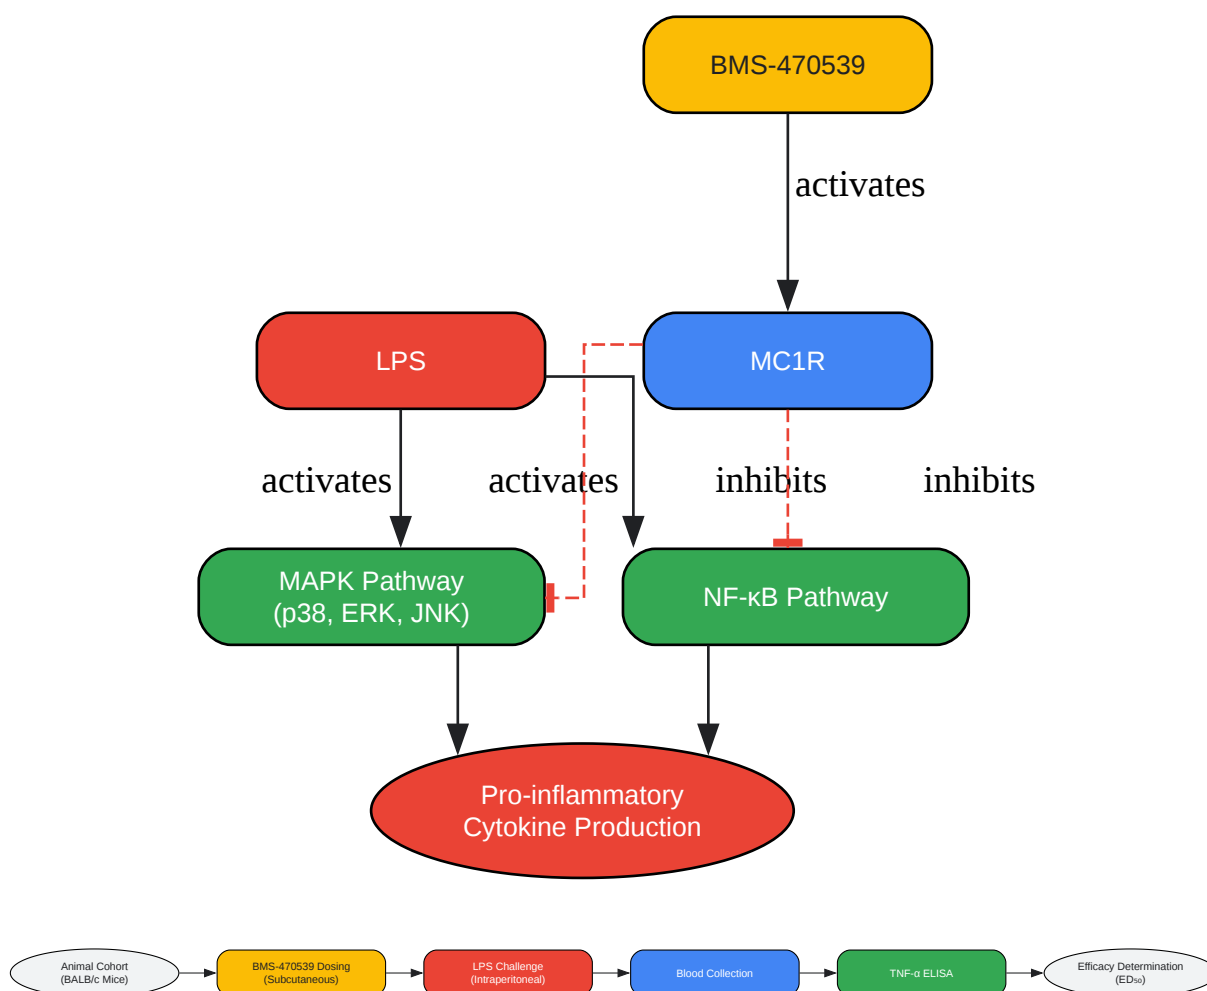 BMS-470539
activates
LPS
MC1R
activates
activates
inhibits
inhibits
MAPK Pathway
(p38, ERK, JNK)
NF-κB Pathway
Pro-inflammatory
Cytokine Production
Animal Cohort
(BALB/c Mice)
BMS-470539 Dosing
(Subcutaneous)
LPS Challenge
(Intraperitoneal)
Blood Collection
TNF-α ELISA
Efficacy Determination
(ED₅₀)